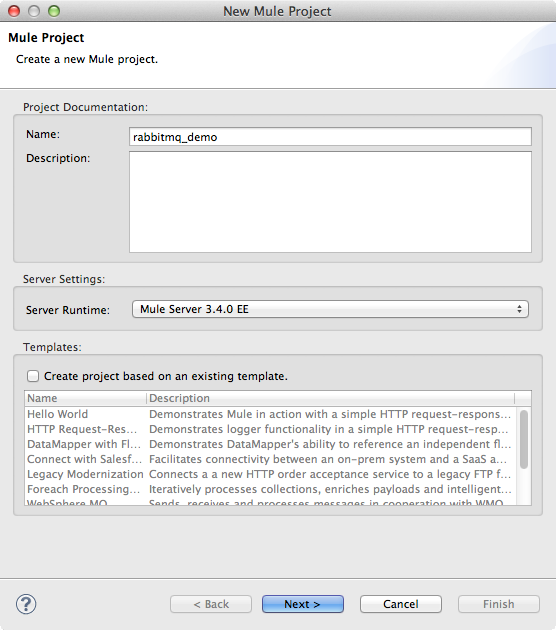 New Mule Project
Mule Project
Create a new Mule project.
Project Documentation:
Name: rabbitmq_demo
Description:
Server Settings:
Server Runtime: Mule Server 3.4.0 EE
Templates:
Create project based on an existing template.
Name Description
Hello World Demonstrates Mule in action with a simple HTTP request-respons...
HTTP Request-Res... Demonstrates logger functionality in a simple HTTP request-resp...
DataMapper with Fl... Demonstrates DataMapper's ability to reference an independent fl...
Connect with Salesf... Facilitates connectivity between an on-prem system and a SaaS a...
Legacy Modernization Connects a a new HTTP order acceptance service to a legacy FTP f...
Foreach Processing... Iteratively processes collections, enriches payloads and intelligent...
WebSphere MQ Sends, receives and processes messages in cooperation with WMQ
? < Back Next > Cancel Finish